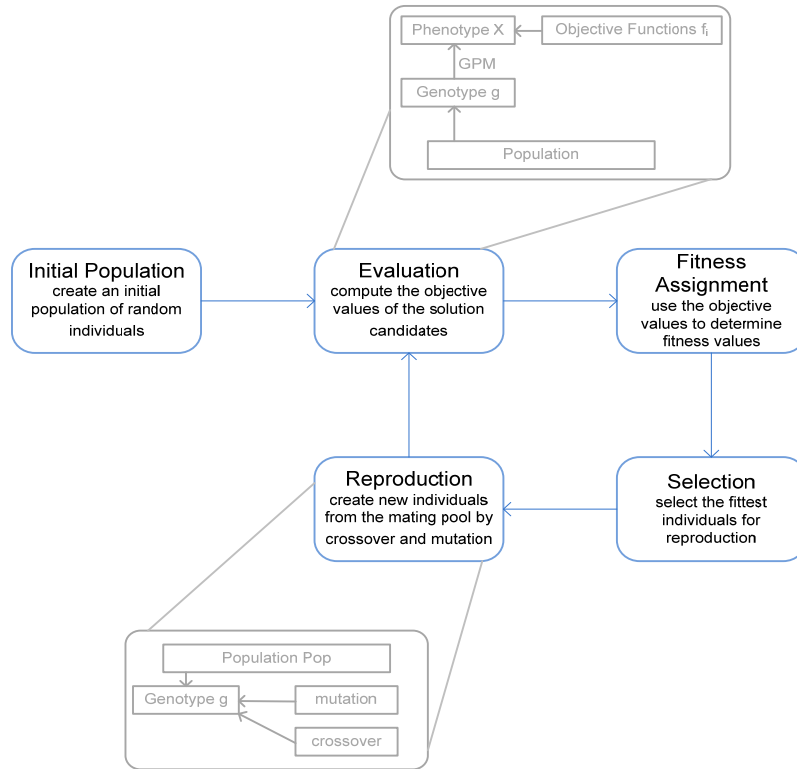 Phenotype X
Objective Functions fᵢ
GPM
Genotype g
Population
Initial Population
create an initial
population of random
individuals
Evaluation
compute the objective
values of the solution
candidates
Fitness
Assignment
use the objective
values to determine
fitness values
Reproduction
create new individuals
from the mating pool by
crossover and mutation
Selection
select the fittest
individuals for
reproduction
Population Pop
Genotype g
mutation
crossover